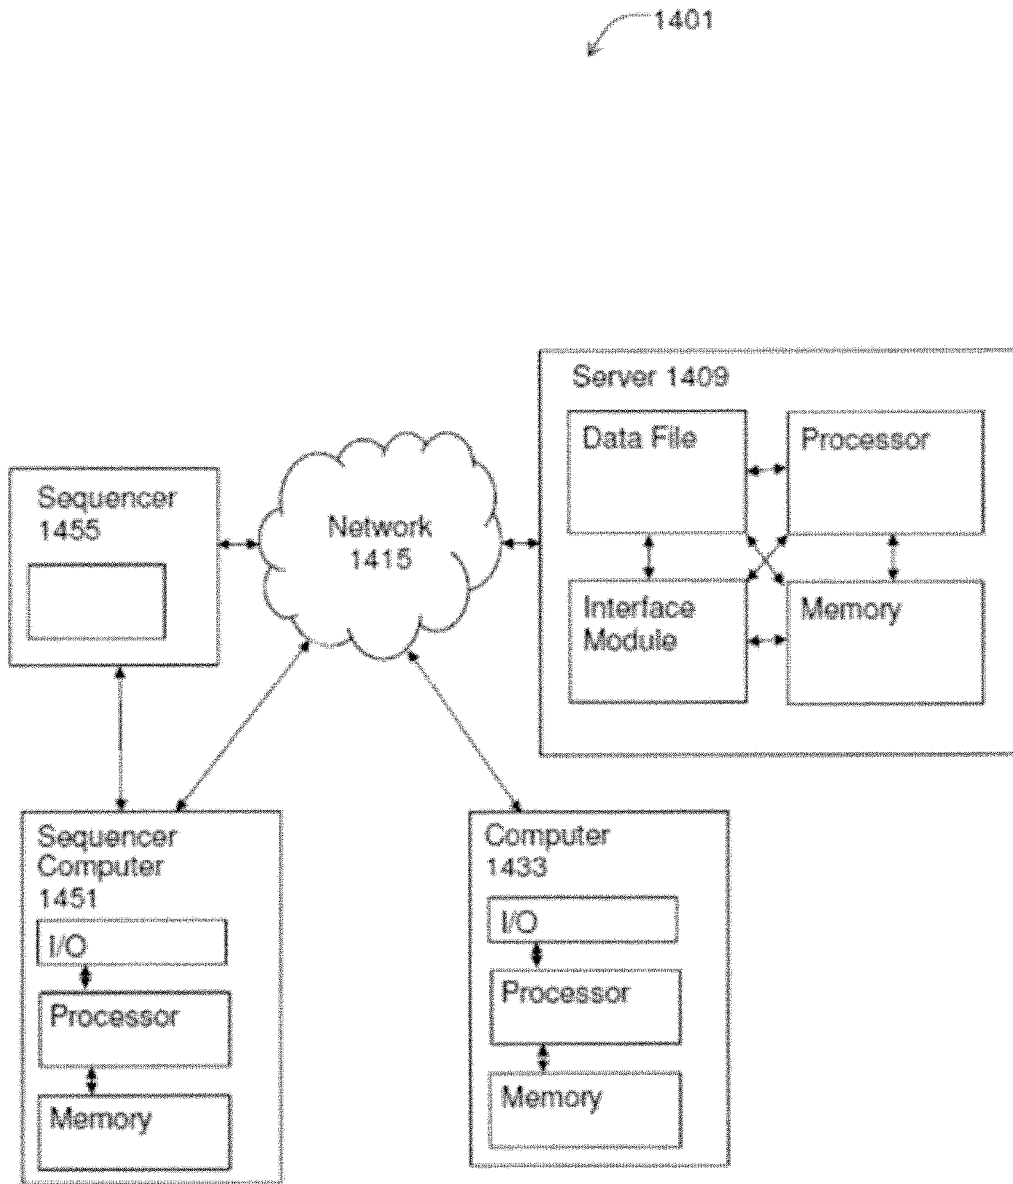 1401
Server 1409
Data File
Processor
Interface
Module
Memory
Sequencer
1455
Network
1415
Sequencer
Computer
1451
I/O
Processor
Memory
Computer
1433
I/O
Processor
Memory